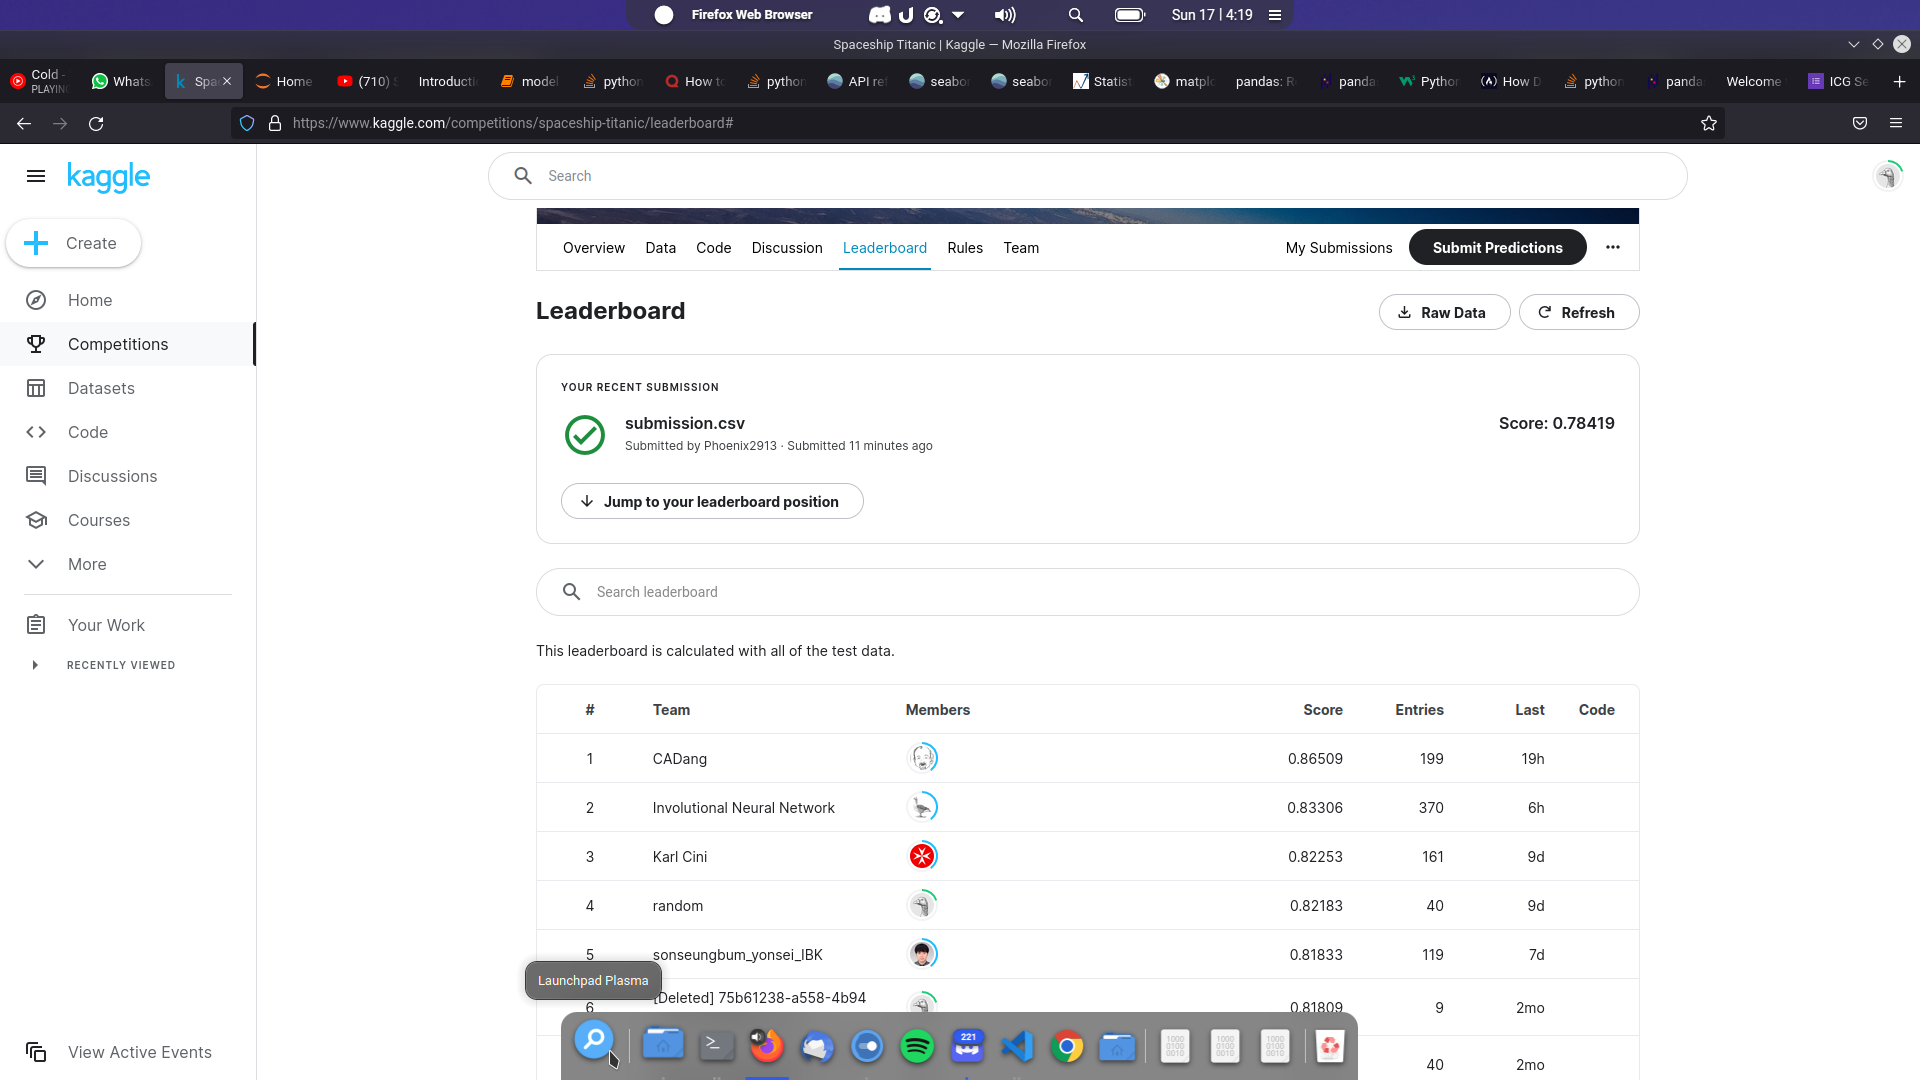 Firefox Web Browser
Sun 17 | 4:19
Spaceship Titanic | Kaggle — Mozilla Firefox
Cold -
PLAYIN
Whats
Spa
Home
(710)
Introducti
model
python
How to
python
API ref
seabor
seabor
Statist
matplo
pandas: R
panda
Python
How D
python
panda
Welcome
ICG Se
https://www.kaggle.com/competitions/spaceship-titanic/leaderboard#
kaggle
Search
Create
Home
Competitions
Datasets
Code
Discussions
Courses
More
Your Work
RECENTLY VIEWED
View Active Events
Overview Data Code Discussion Leaderboard Rules Team
My Submissions
Submit Predictions
Leaderboard
Raw Data
Refresh
YOUR RECENT SUBMISSION
submission.csv
Score: 0.78419
Submitted by Phoenix2913 · Submitted 11 minutes ago
Jump to your leaderboard position
Search leaderboard
This leaderboard is calculated with all of the test data.
# Team Members Score Entries Last Code
1 CADang 0.86509 199 19h
2 Involutional Neural Network 0.83306 370 6h
3 Karl Cini 0.82253 161 9d
4 random 0.82183 40 9d
5 sonseungbum_yonsei_IBK 0.81833 119 7d
Launchpad Plasma
6 [Deleted] 75b61238-a558-4b94 0.81809 9 2mo
221
40 2mo